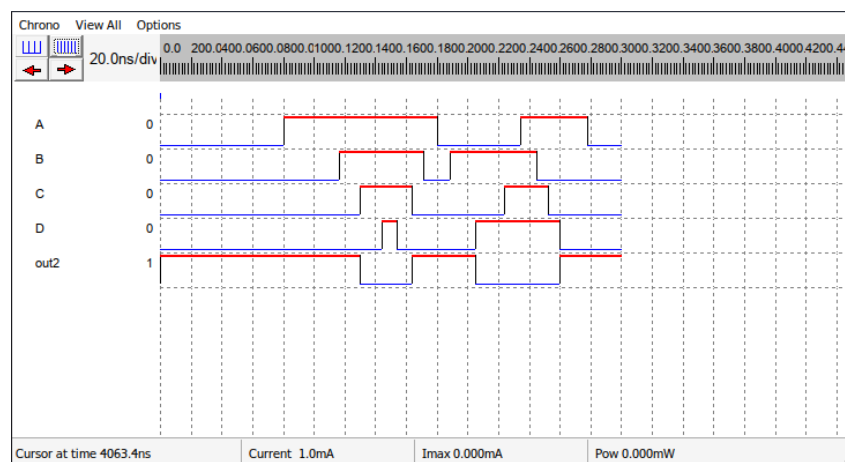 Chrono View All Options
20.0ns/div 0.0 200.0400.0600.0800.01000.1200.1400.1600.1800.2000.2200.2400.2600.2800.3000.3200.3400.3600.3800.4000.4200.4
A 0
B 0
C 0
D 0
out2 1
Cursor at time 4063.4ns Current 1.0mA Imax 0.000mA Pow 0.000mW